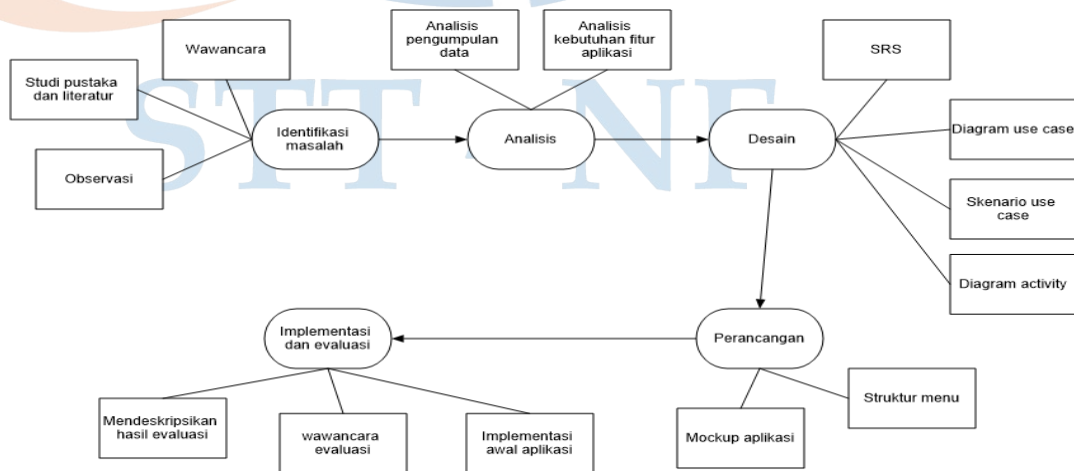 Wawancara
Analisis
pengumpulan
data
Analisis
kebutuhan fitur
aplikasi
SRS
Studi pustaka
dan literatur
STT - NF
Identifikasi
masalah
Analisis
Desain
Diagram use case
Observasi
Skenario use
case
Diagram activity
Implementasi
dan evaluasi
Perancangan
Mendeskripsikan
hasil evaluasi
wawancara
evaluasi
Implementasi
awal aplikasi
Mockup aplikasi
Struktur menu